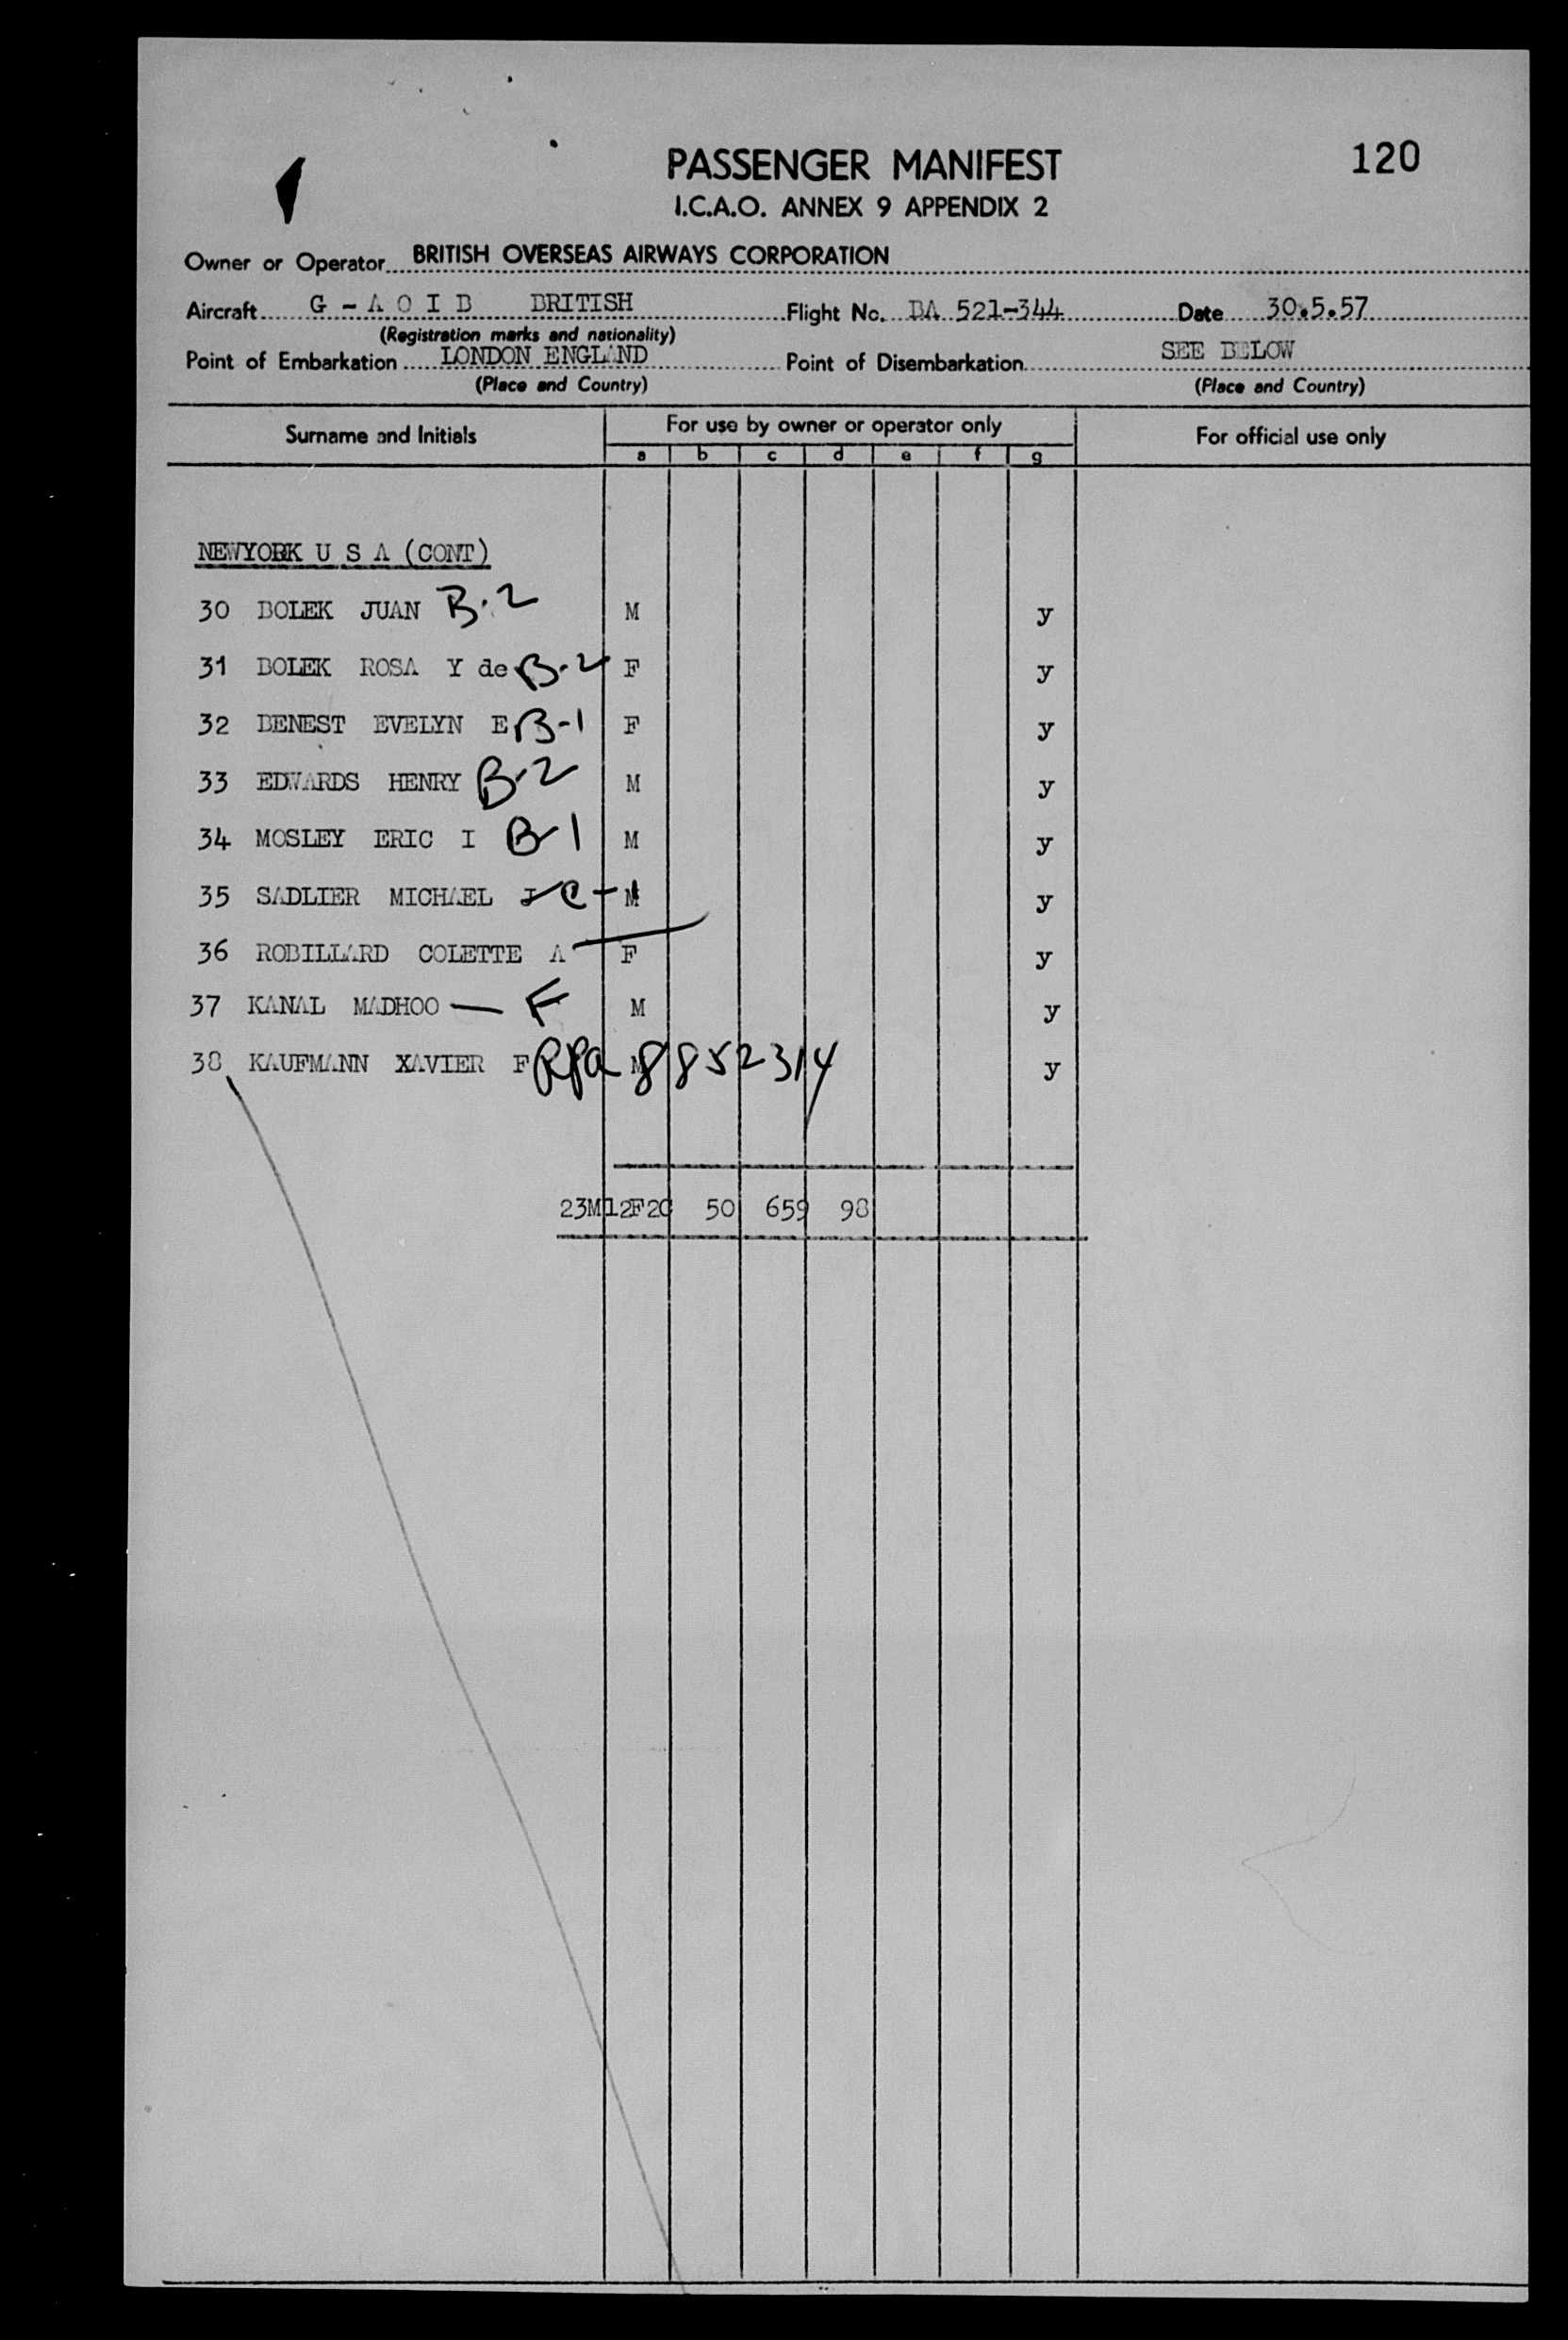 PASSENGER MANIFEST 120
I.C.A.O. ANNEX 9 APPENDIX 2
Owner or Operator BRITISH OVERSEAS AIRWAYS CORPORATION
Aircraft G - A O I B BRITISH Flight No. BA 521-344 Date 30.5.57
(Registration marks and nationality)
Point of Embarkation LONDON ENGLAND Point of Disembarkation SEE BELOW
(Place and Country) (Place and Country)
Surname and Initials For use by owner or operator only For official use only
a b c d e f g
NEWYORK U S A (CONT)
30 BOLEK JUAN B-2 M y
31 BOLEK ROSA Y de B-2 F y
32 BENEST EVELYN E B-1 F y
33 EDWARDS HENRY B-2 M y
34 MOSLEY ERIC I B-1 M y
35 SADLIER MICHAEL C-1 M y
36 ROBILLARD COLETTE A F y
37 KANAL MADHOO — F M y
38 KAUFMANN XAVIER F M 8852314 y
23M 12F 2C 50 659 98